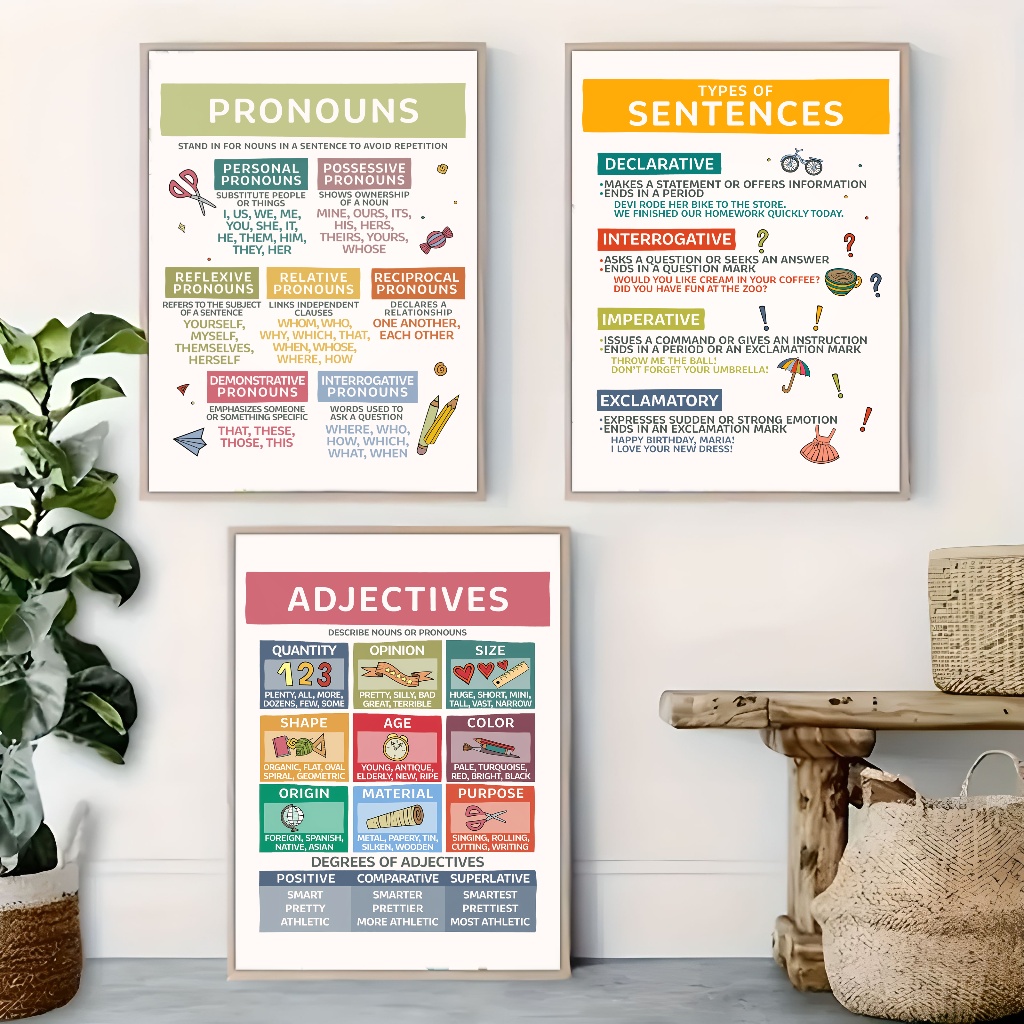 PRONOUNS
STAND IN FOR NOUNS IN A SENTENCE TO AVOID REPETITION
PERSONAL
PRONOUNS
SUBSTITUTE PEOPLE
OR THINGS
I, US, WE, ME,
YOU, SHE, IT,
HE, THEM, HIM,
THEY, HER
POSSESSIVE
PRONOUNS
SHOWS OWNERSHIP
OF A NOUN
MINE, OURS, ITS,
HIS, HERS,
THEIRS, YOURS,
WHOSE
REFLEXIVE
PRONOUNS
REFERS TO THE SUBJECT
OF A SENTENCE
YOURSELF,
MYSELF,
THEMSELVES,
HERSELF
RELATIVE
PRONOUNS
LINKS INDEPENDENT
CLAUSES
WHOM, WHO,
WHY, WHICH, THAT,
WHEN, WHOSE,
WHERE, HOW
RECIPROCAL
PRONOUNS
DECLARES A
RELATIONSHIP
ONE ANOTHER,
EACH OTHER
DEMONSTRATIVE
PRONOUNS
EMPHASIZES SOMEONE
OR SOMETHING SPECIFIC
THAT, THESE,
THOSE, THIS
INTERROGATIVE
PRONOUNS
WORDS USED TO
ASK A QUESTION
WHERE, WHO,
HOW, WHICH,
WHAT, WHEN
TYPES OF
SENTENCES
DECLARATIVE
•MAKES A STATEMENT OR OFFERS INFORMATION
•ENDS IN A PERIOD
DEVI RODE HER BIKE TO THE STORE.
WE FINISHED OUR HOMEWORK QUICKLY TODAY.
INTERROGATIVE
? ?
•ASKS A QUESTION OR SEEKS AN ANSWER
•ENDS IN A QUESTION MARK
?
WOULD YOU LIKE CREAM IN YOUR COFFEE?
DID YOU HAVE FUN AT THE ZOO?
IMPERATIVE
! !
•ISSUES A COMMAND OR GIVES AN INSTRUCTION
•ENDS IN A PERIOD OR AN EXCLAMATION MARK
THROW ME THE BALL!
DON'T FORGET YOUR UMBRELLA!
!
EXCLAMATORY
!
•EXPRESSES SUDDEN OR STRONG EMOTION
•ENDS IN AN EXCLAMATION MARK
HAPPY BIRTHDAY, MARIA!
I LOVE YOUR NEW DRESS!
ADJECTIVES
DESCRIBE NOUNS OR PRONOUNS
QUANTITY
123
PLENTY, ALL, MORE,
DOZENS, FEW, SOME
OPINION
PRETTY, SILLY, BAD
GREAT, TERRIBLE
SIZE
HUGE, SHORT, MINI,
TALL, VAST, NARROW
SHAPE
ORGANIC, FLAT, OVAL
SPIRAL, GEOMETRIC
AGE
YOUNG, ANTIQUE,
ELDERLY, NEW, RIPE
COLOR
PALE, TURQUOISE,
RED, BRIGHT, BLACK
ORIGIN
FOREIGN, SPANISH,
NATIVE, ASIAN
MATERIAL
METAL, PAPERY, TIN,
SILKEN, WOODEN
PURPOSE
SINGING, ROLLING,
CUTTING, WRITING
DEGREES OF ADJECTIVES
POSITIVE COMPARATIVE SUPERLATIVE
SMART SMARTER SMARTEST
PRETTY PRETTIER PRETTIEST
ATHLETIC MORE ATHLETIC MOST ATHLETIC